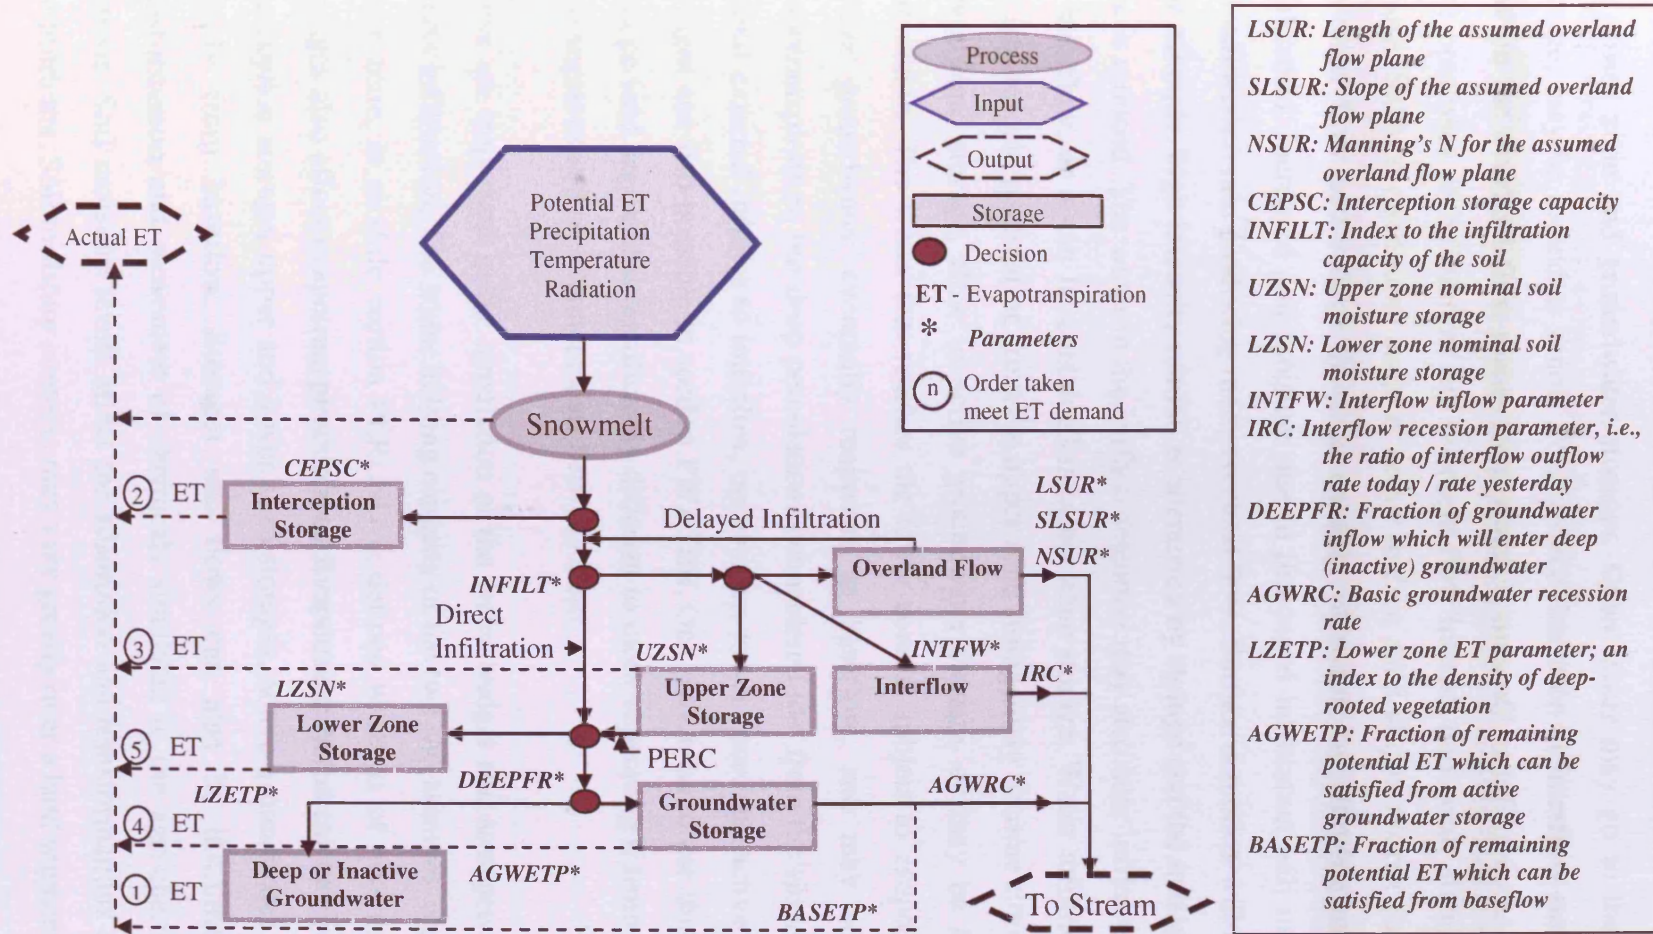 Process
Input
Output
Storage
Decision
ET - Evapotranspiration
* Parameters
n Order taken
meet ET demand
Potential ET
Precipitation
Temperature
Radiation
Actual ET
Snowmelt
CEPSC*
2 ET
Interception
Storage
Delayed Infiltration
LSUR*
SLSUR*
NSUR*
Overland Flow
INFILT*
Direct
Infiltration
3 ET
UZSN*
INTFW*
IRC*
Upper Zone
Storage
Interflow
LZSN*
Lower Zone
Storage
PERC
5 ET
LZETP*
DEEPFR*
Groundwater
Storage
AGWRC*
4 ET
Deep or Inactive
Groundwater
AGWETP*
1 ET
BASETP*
To Stream
LSUR: Length of the assumed overland
flow plane
SLSUR: Slope of the assumed overland
flow plane
NSUR: Manning's N for the assumed
overland flow plane
CEPSC: Interception storage capacity
INFILT: Index to the infiltration
capacity of the soil
UZSN: Upper zone nominal soil
moisture storage
LZSN: Lower zone nominal soil
moisture storage
INTFW: Interflow inflow parameter
IRC: Interflow recession parameter, i.e.,
the ratio of interflow outflow
rate today / rate yesterday
DEEPFR: Fraction of groundwater
inflow which will enter deep
(inactive) groundwater
AGWRC: Basic groundwater recession
rate
LZETP: Lower zone ET parameter; an
index to the density of deep-
rooted vegetation
AGWETP: Fraction of remaining
potential ET which can be
satisfied from active
groundwater storage
BASETP: Fraction of remaining
potential ET which can be
satisfied from baseflow